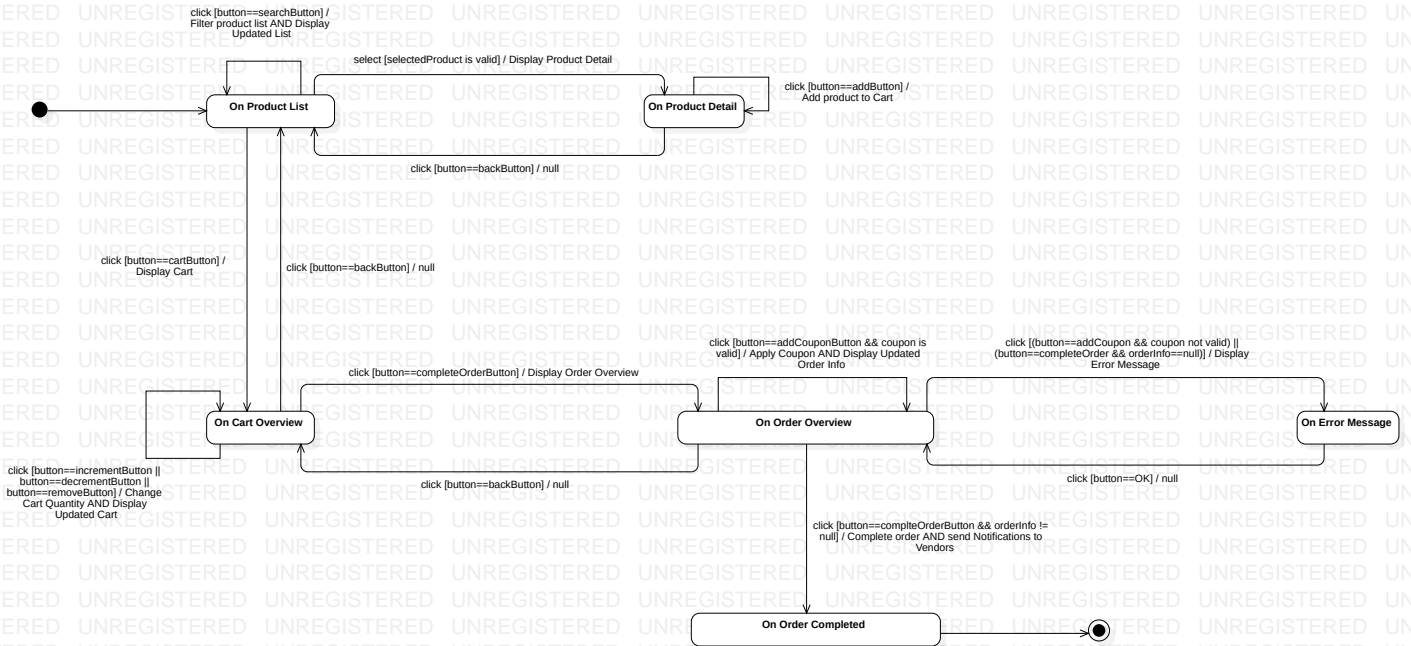 click [button==searchButton] /
Filter product list AND Display
Updated List
select [selectedProduct is valid] / Display Product Detail
On Product List
On Product Detail
click [button==addButton] /
Add product to Cart
click [button==backButton] / null
click [button==cartButton] /
Display Cart
click [button==backButton] / null
click [button==addCouponButton && coupon is
valid] / Apply Coupon AND Display Updated
Order Info
click [(button==addCoupon && coupon not valid) ||
(button==completeOrder && orderInfo==null)] / Display
Error Message
click [button==completeOrderButton] / Display Order Overview
On Cart Overview
On Order Overview
On Error Message
click [button==incrementButton ||
button==decrementButton ||
button==removeButton] / Change
Cart Quantity AND Display
Updated Cart
click [button==backButton] / null
click [button==OK] / null
click [button==complteOrderButton && orderInfo !=
null] / Complete order AND send Notifications to
Vendors
On Order Completed
UNREGISTERED